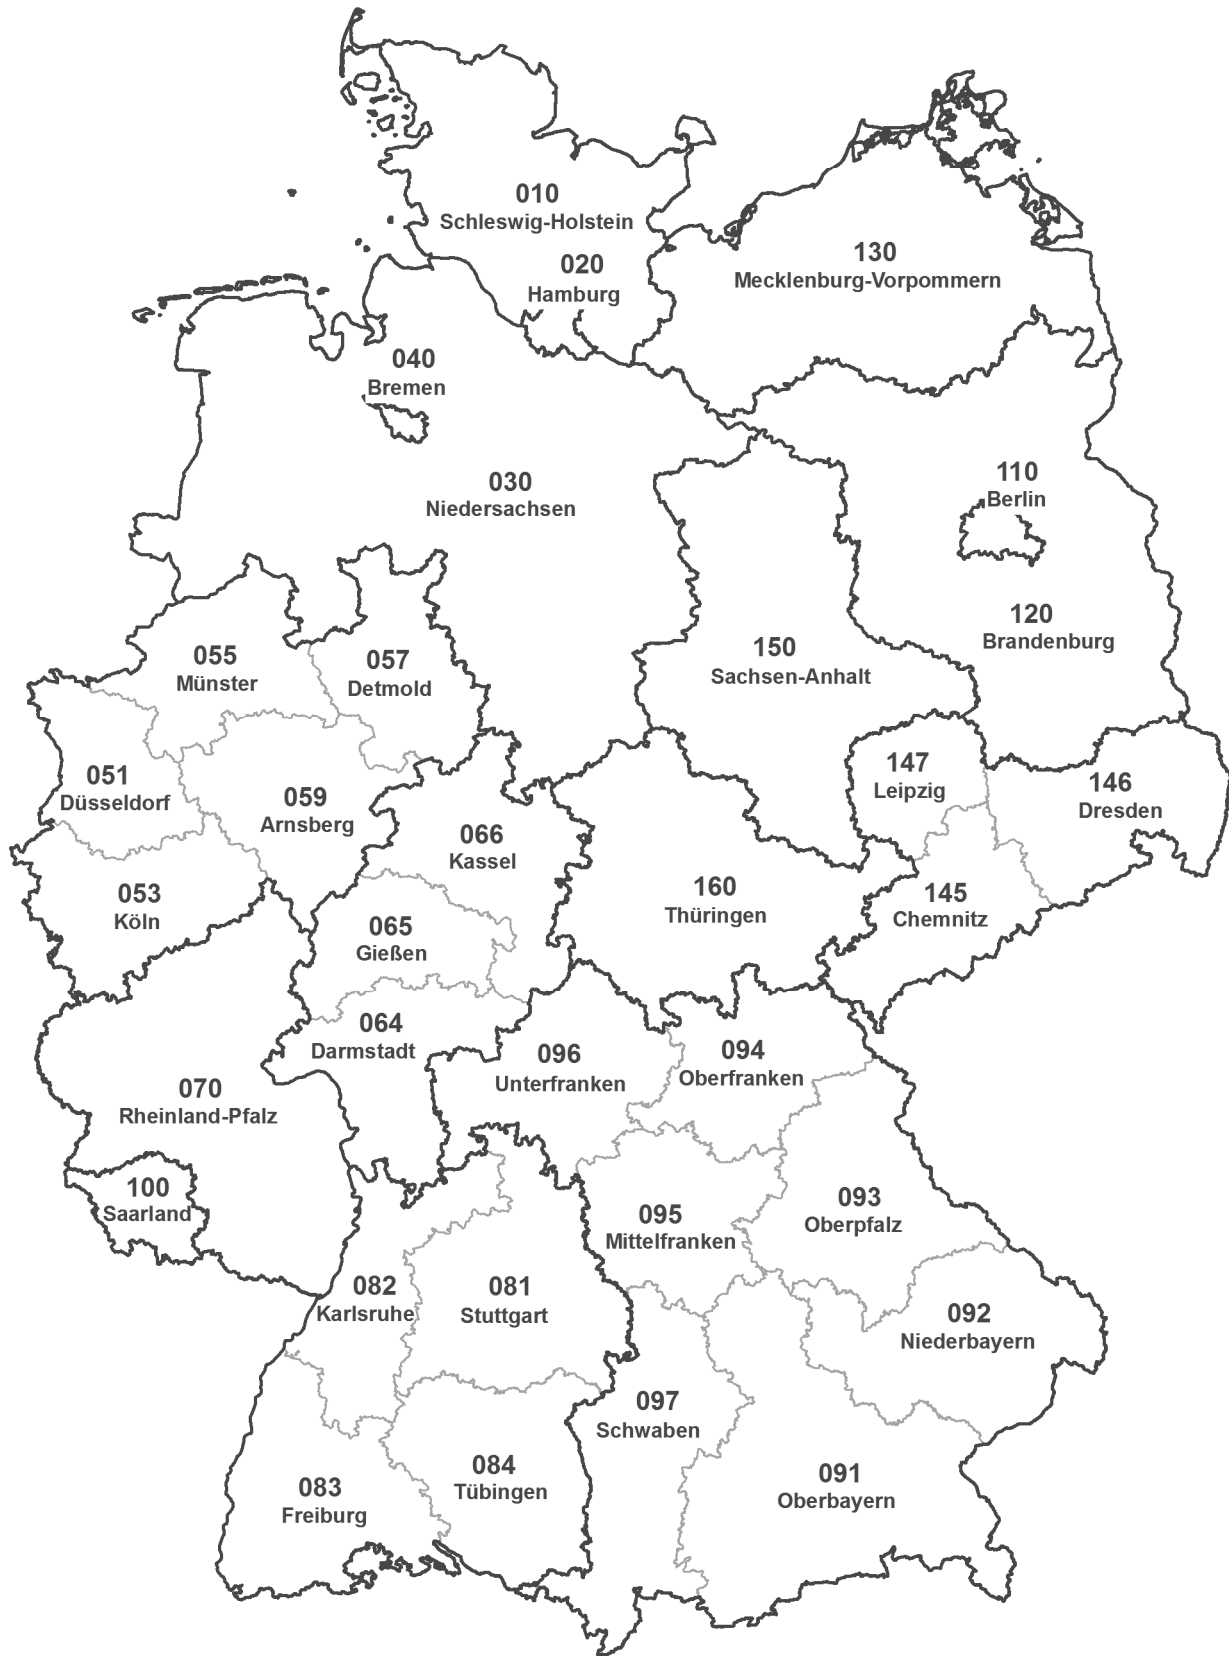 010
Schleswig-Holstein
020
Hamburg
130
Mecklenburg-Vorpommern
040
Bremen
030
Niedersachsen
110
Berlin
120
Brandenburg
150
Sachsen-Anhalt
055
Münster
057
Detmold
051
Düsseldorf
059
Arnsberg
147
Leipzig
146
Dresden
066
Kassel
053
Köln
160
Thüringen
145
Chemnitz
065
Gießen
064
Darmstadt
096
Unterfranken
094
Oberfranken
070
Rheinland-Pfalz
100
Saarland
095
Mittelfranken
093
Oberpfalz
082
Karlsruhe
081
Stuttgart
092
Niederbayern
097
Schwaben
083
Freiburg
084
Tübingen
091
Oberbayern